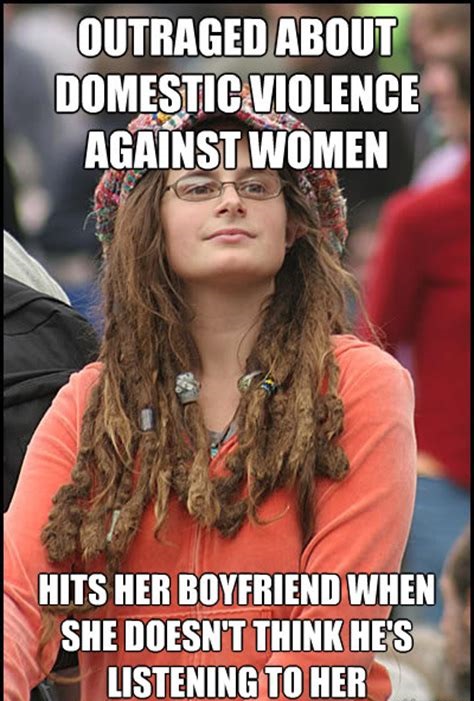 OUTRAGED ABOUT
DOMESTIC VIOLENCE
AGAINST WOMEN
HITS HER BOYFRIEND WHEN
SHE DOESN'T THINK HE'S
LISTENING TO HER